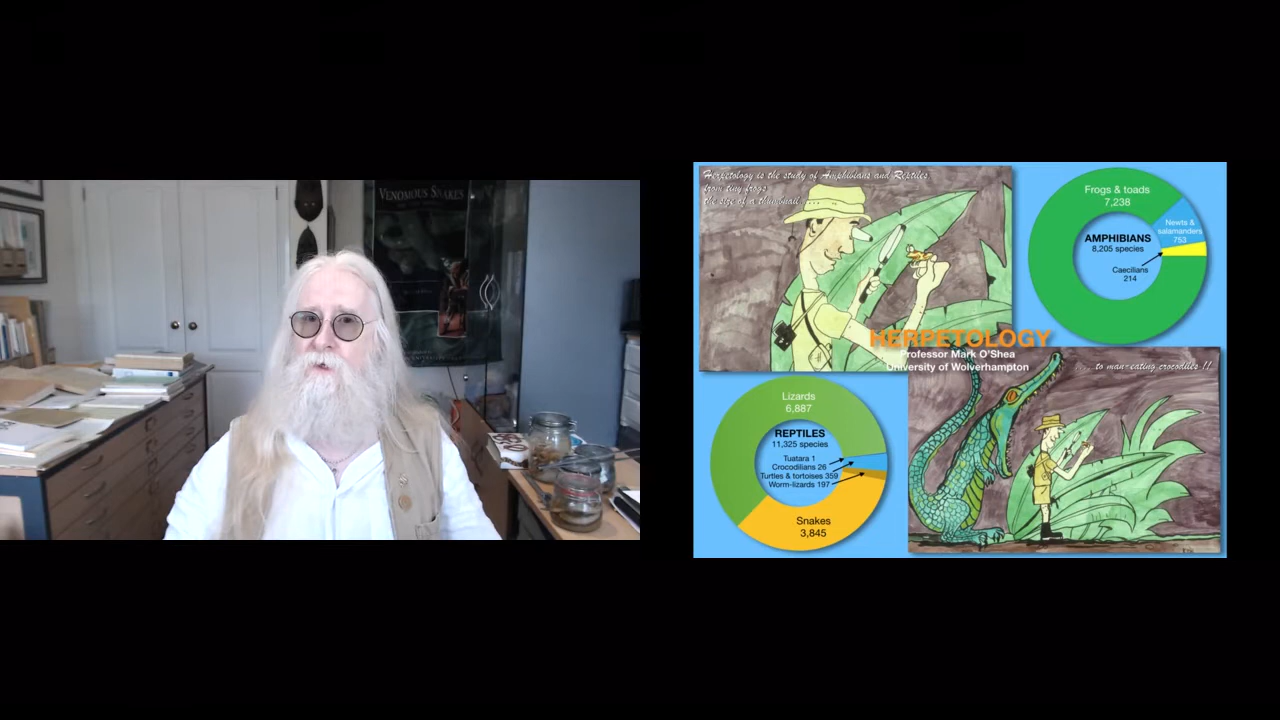 VENOMOUS SNAKES
Herpetology is the study of Amphibians and Reptiles,
from tiny frogs
the size of a thumbnail....
Frogs & toads
7,238
Newts &
salamanders
753
AMPHIBIANS
8,205 species
Caecilians
214
HERPETOLOGY
Professor Mark O'Shea
University of Wolverhampton
.... to man-eating crocodiles !!
Lizards
6,887
REPTILES
11,325 species
Tuatara 1
Crocodilians 26
Turtles & tortoises 359
Worm-lizards 197
Snakes
3,845